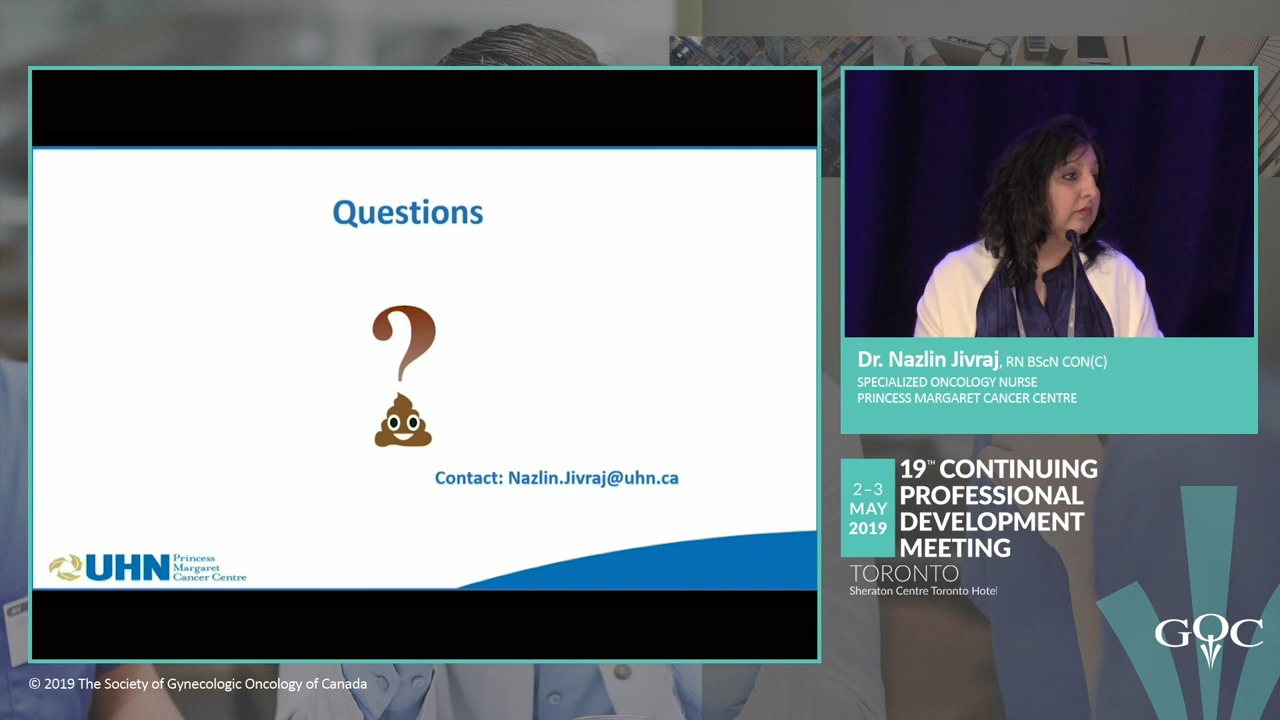 Questions
?
Contact: Nazlin.Jivraj@uhn.ca
UHN Princess
Margaret
Cancer Centre
Dr. Nazlin Jivraj, RN BScN CON(C)
SPECIALIZED ONCOLOGY NURSE
PRINCESS MARGARET CANCER CENTRE
2–3
MAY
2019
19TH CONTINUING
PROFESSIONAL
DEVELOPMENT
MEETING
TORONTO
Sheraton Centre Toronto Hotel
GOC
© 2019 The Society of Gynecologic Oncology of Canada